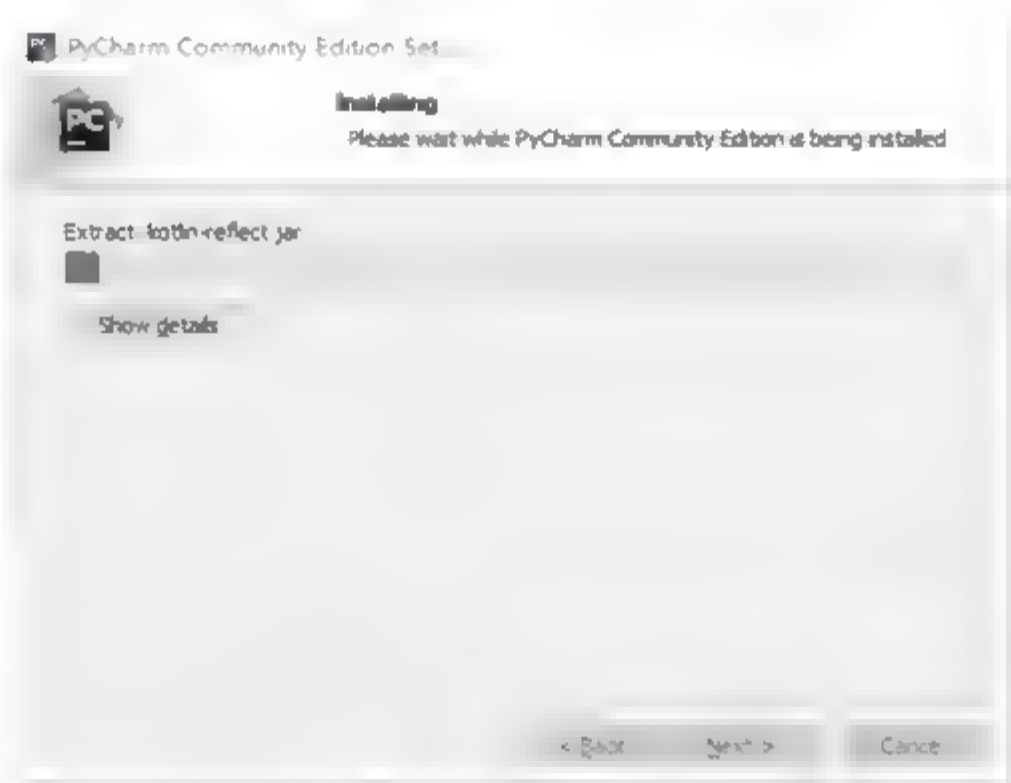 PyCharm Community Edition Set
PC
Installing
Please wait while PyCharm Community Edition is being installed
Extract: kotlin-reflect.jar
Show details
< Back Next > Cancel